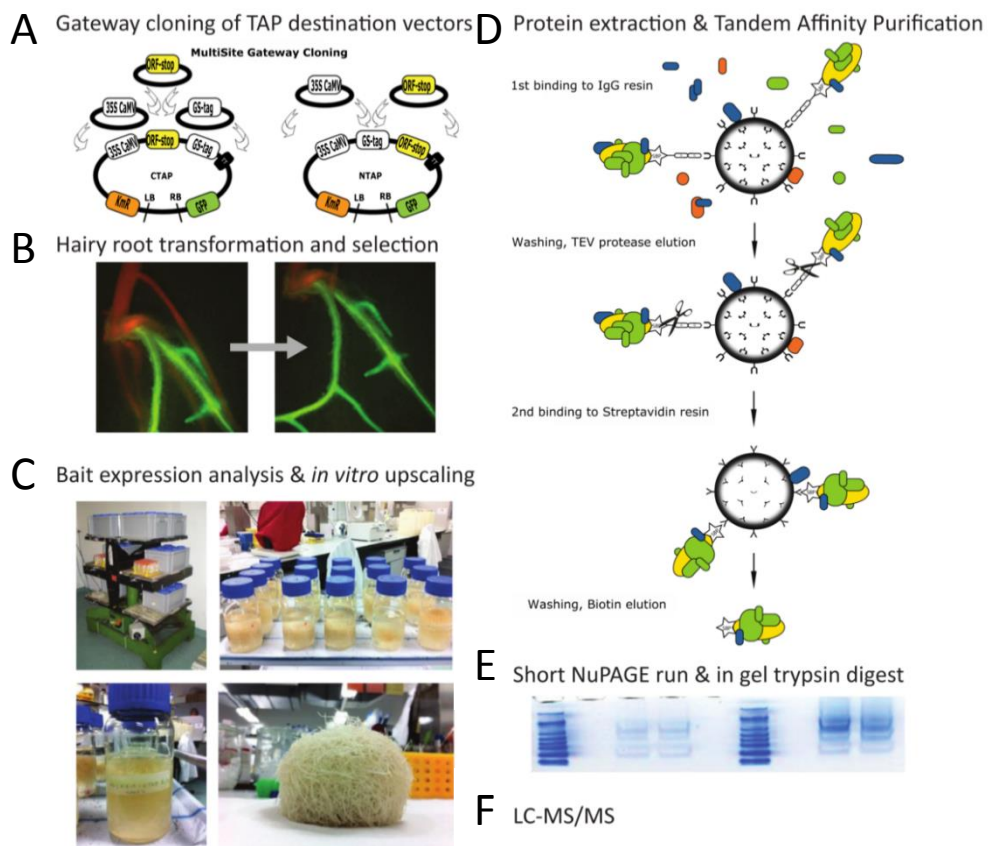 A Gateway cloning of TAP destination vectors
MultiSite Gateway Cloning
ORF-stop
35S CaMV
GS-tag
35S CaMV
ORF-stop
GS-tag
CTAP
KmR
LB
RB
GFP
35S CaMV
ORF-stop
35S CaMV
GS-tag
ORF-stop
NTAP
KmR
LB
RB
GFP
B Hairy root transformation and selection
C Bait expression analysis & in vitro upscaling
D Protein extraction & Tandem Affinity Purification
1st binding to IgG resin
Washing, TEV protease elution
2nd binding to Streptavidin resin
Washing, Biotin elution
E Short NuPAGE run & in gel trypsin digest
F LC-MS/MS